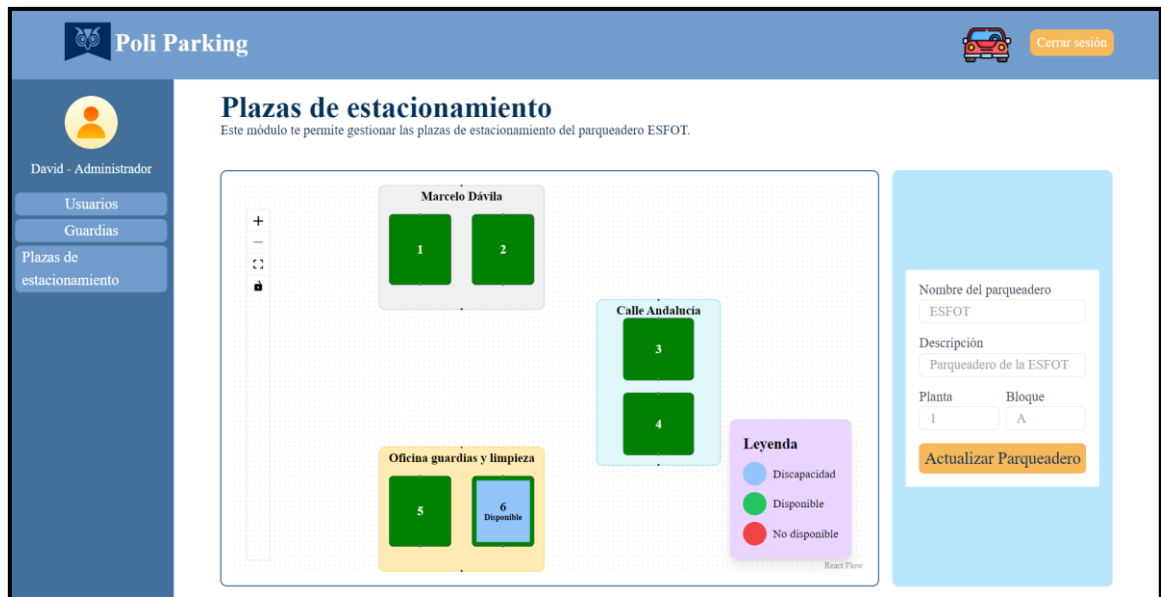 Poli Parking
Cerrar sesión
David - Administrador
Usuarios
Guardias
Plazas de
estacionamiento
Plazas de estacionamiento
Este módulo te permite gestionar las plazas de estacionamiento del parqueadero ESFOT.
Marcelo Dávila
1
2
Calle Andalucía
3
4
Oficina guardias y limpieza
5
6
Disponible
Leyenda
Discapacidad
Disponible
No disponible
React Flow
Nombre del parqueadero
ESFOT
Descripción
Parqueadero de la ESFOT
Planta Bloque
1 A
Actualizar Parqueadero